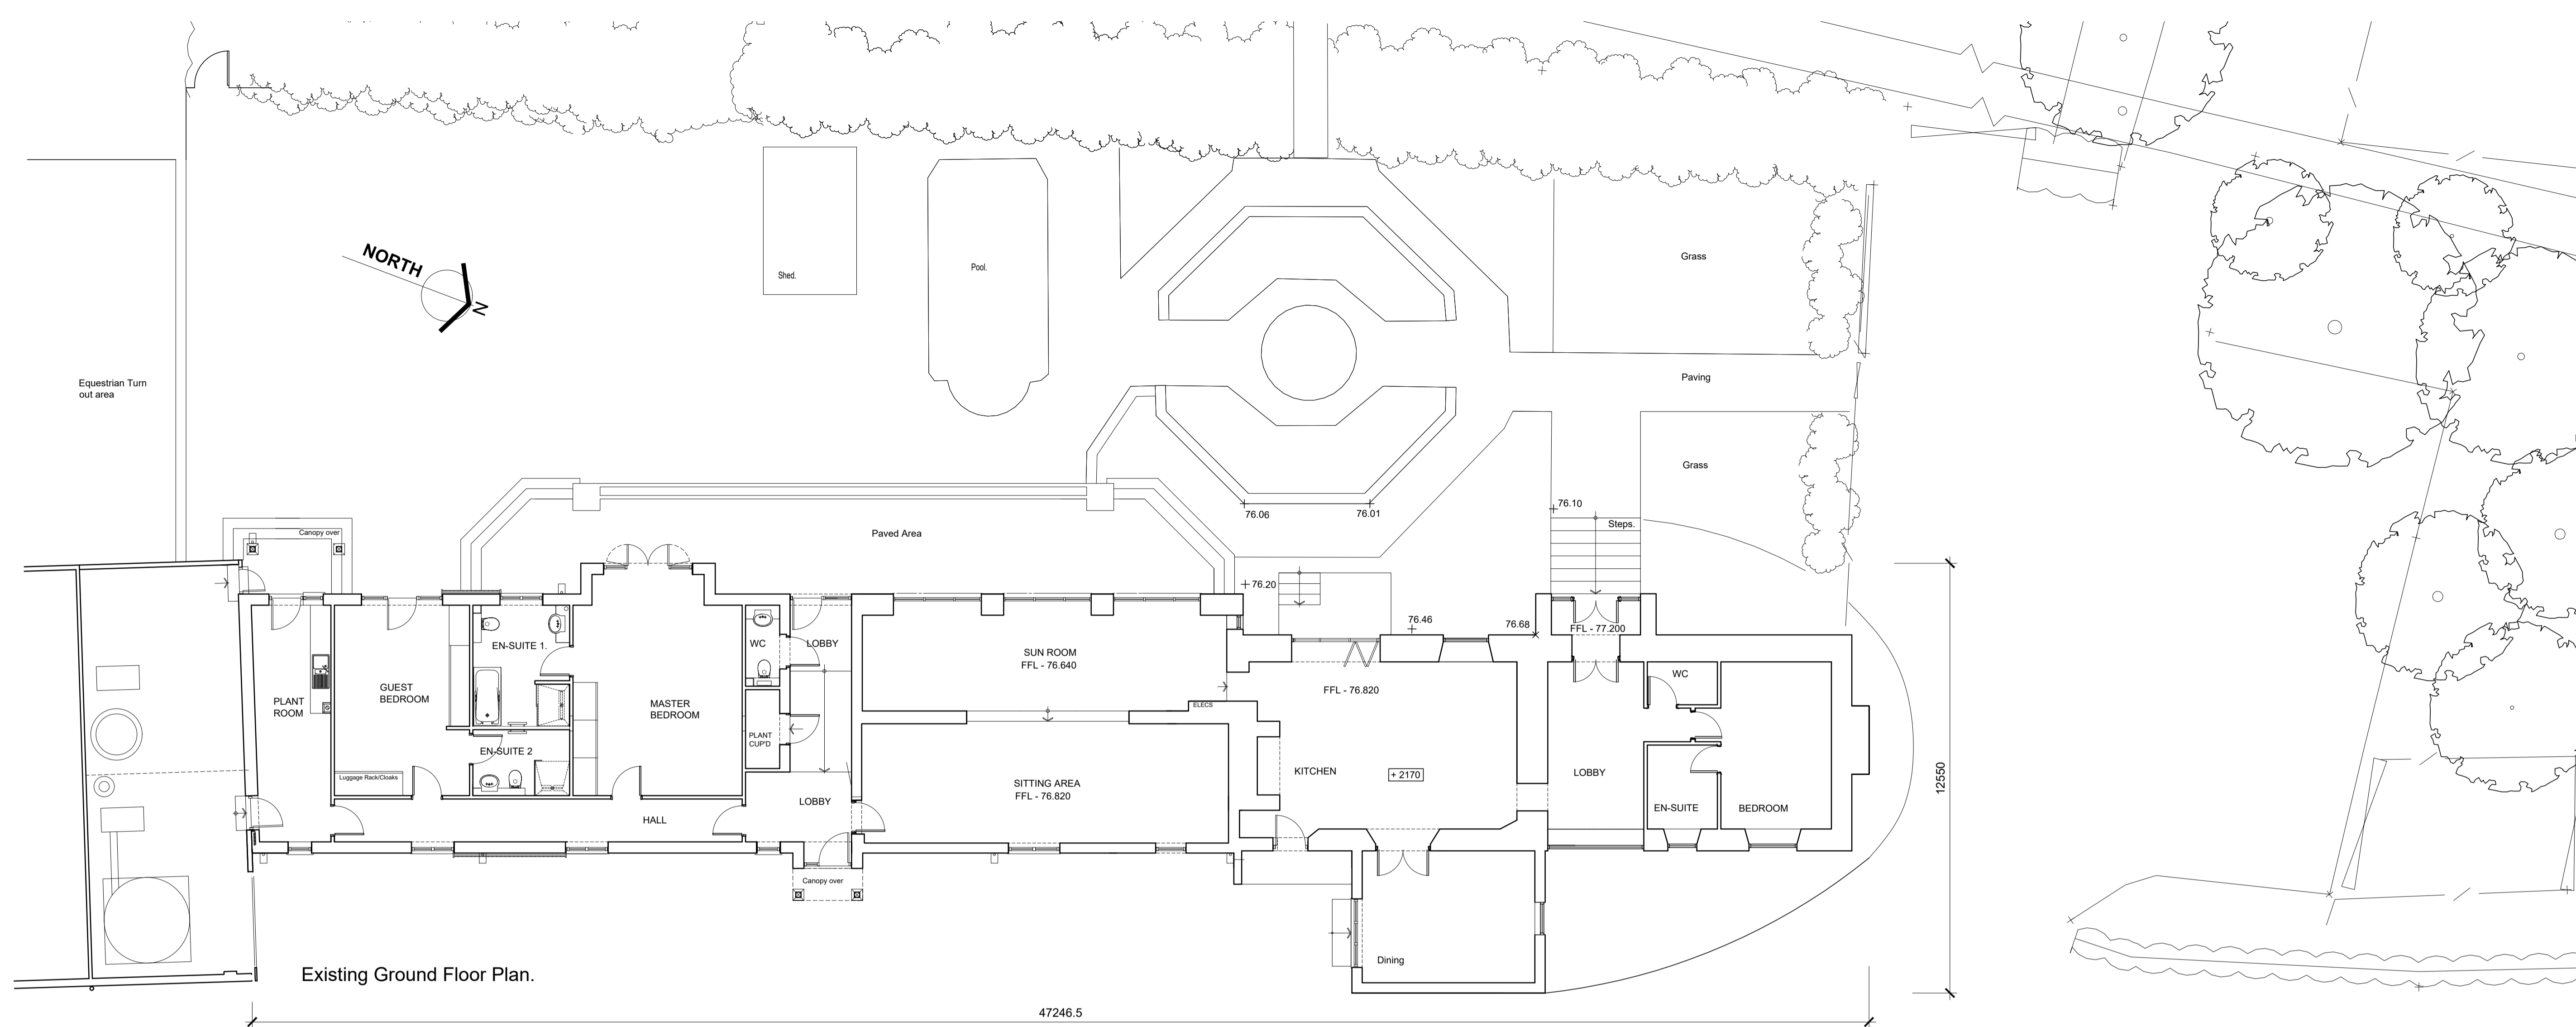 NORTH
N
Shed.
Pool.
Grass
Paving
Equestrian Turn
out area
Grass
76.10
76.06
76.01
Steps.
Canopy over
Paved Area
76.20
76.46
76.68
FFL - 77.200
EN-SUITE 1.
WC
LOBBY
SUN ROOM
FFL - 76.640
WC
GUEST
BEDROOM
FFL - 76.820
PLANT
ROOM
MASTER
BEDROOM
ELECS
PLANT
CUP'D
EN-SUITE 2
Luggage Rack/Cloaks
KITCHEN
+ 2170
LOBBY
SITTING AREA
FFL - 76.820
LOBBY
HALL
EN-SUITE
BEDROOM
12550
Canopy over
Dining
Existing Ground Floor Plan.
47246.5